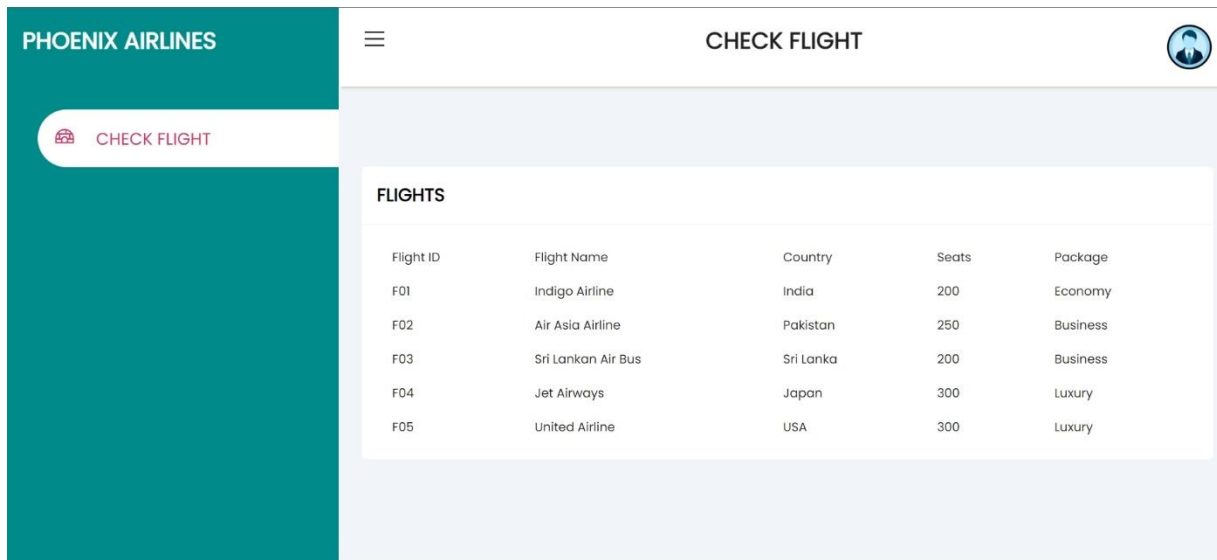 PHOENIX AIRLINES
CHECK FLIGHT
CHECK FLIGHT
FLIGHTS
Flight ID Flight Name Country Seats Package
F01 Indigo Airline India 200 Economy
F02 Air Asia Airline Pakistan 250 Business
F03 Sri Lankan Air Bus Sri Lanka 200 Business
F04 Jet Airways Japan 300 Luxury
F05 United Airline USA 300 Luxury